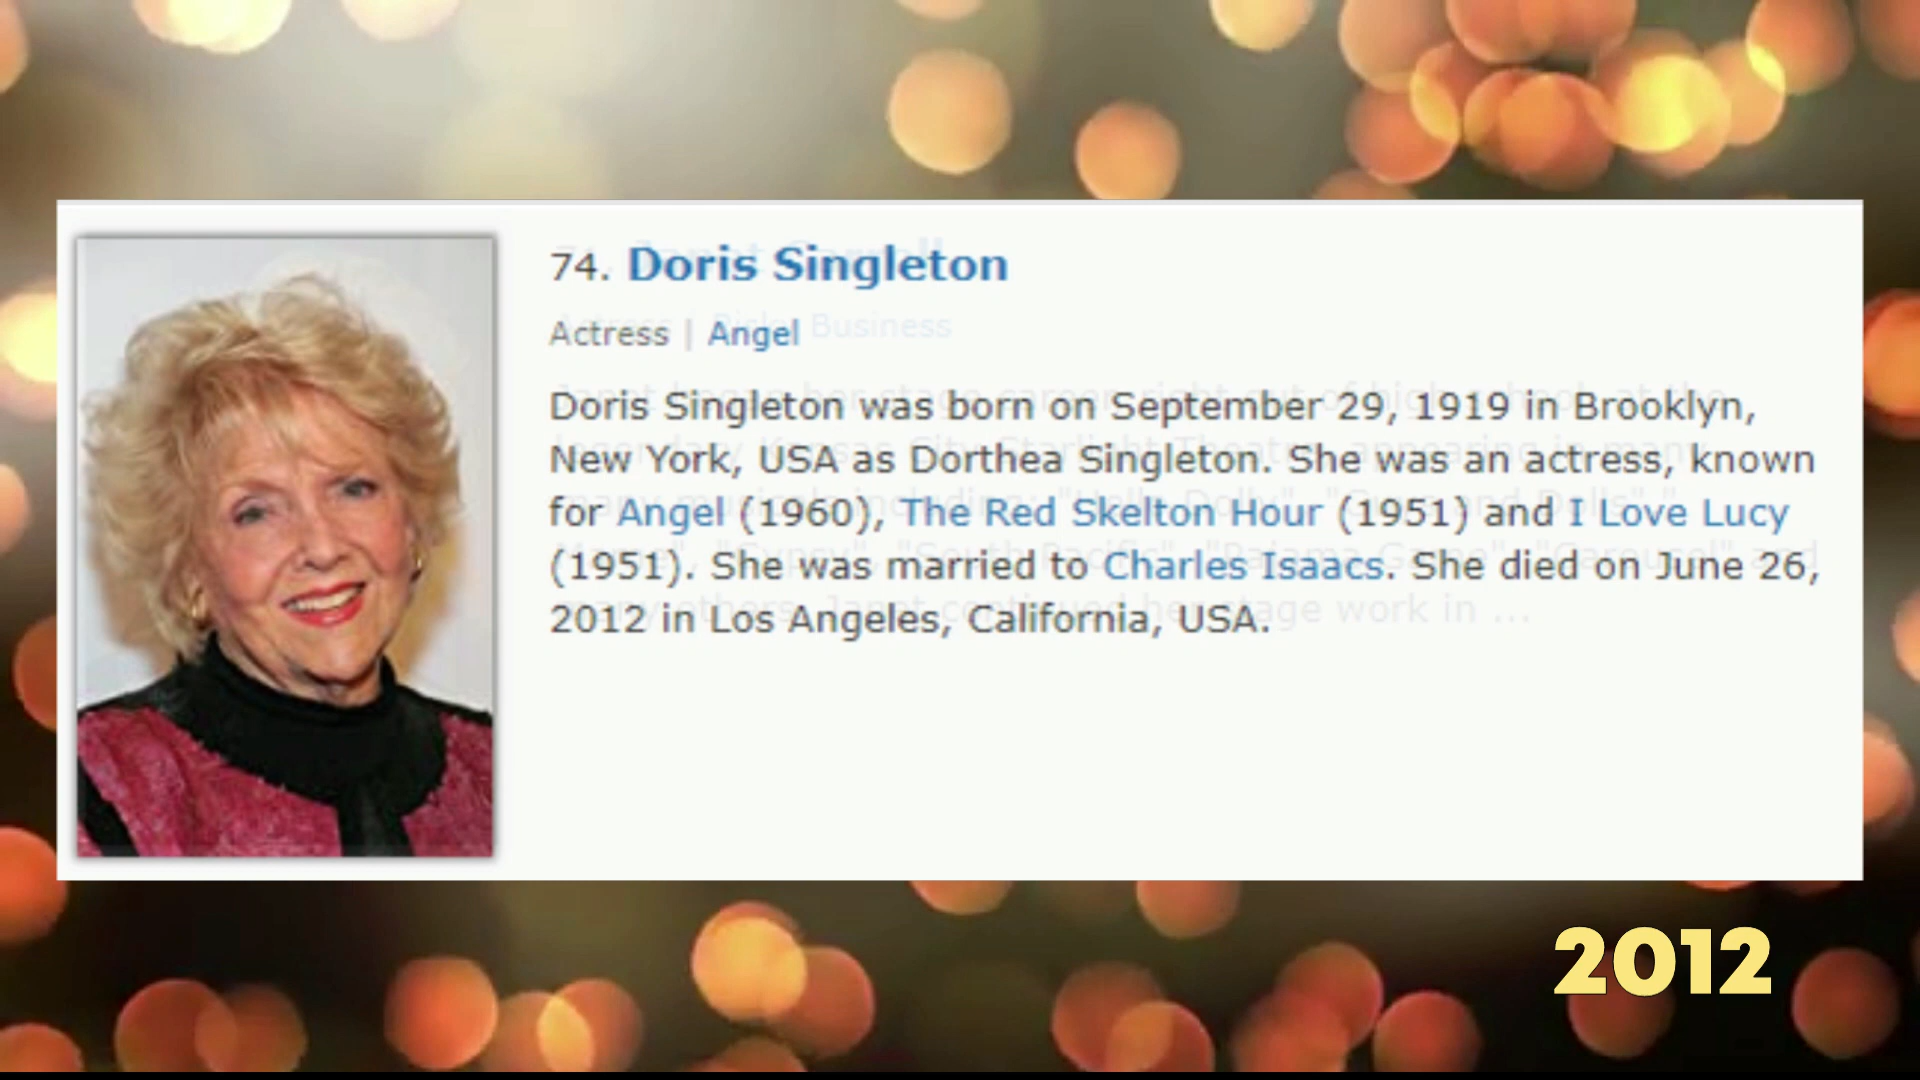 74. Doris Singleton
Actress | Angel
Business
Doris Singleton was born on September 29, 1919 in Brooklyn,
New York, USA as Dorthea Singleton. She was an actress, known
for Angel (1960), The Red Skelton Hour (1951) and I Love Lucy
(1951). She was married to Charles Isaacs. She died on June 26,
2012 in Los Angeles, California, USA.
2012